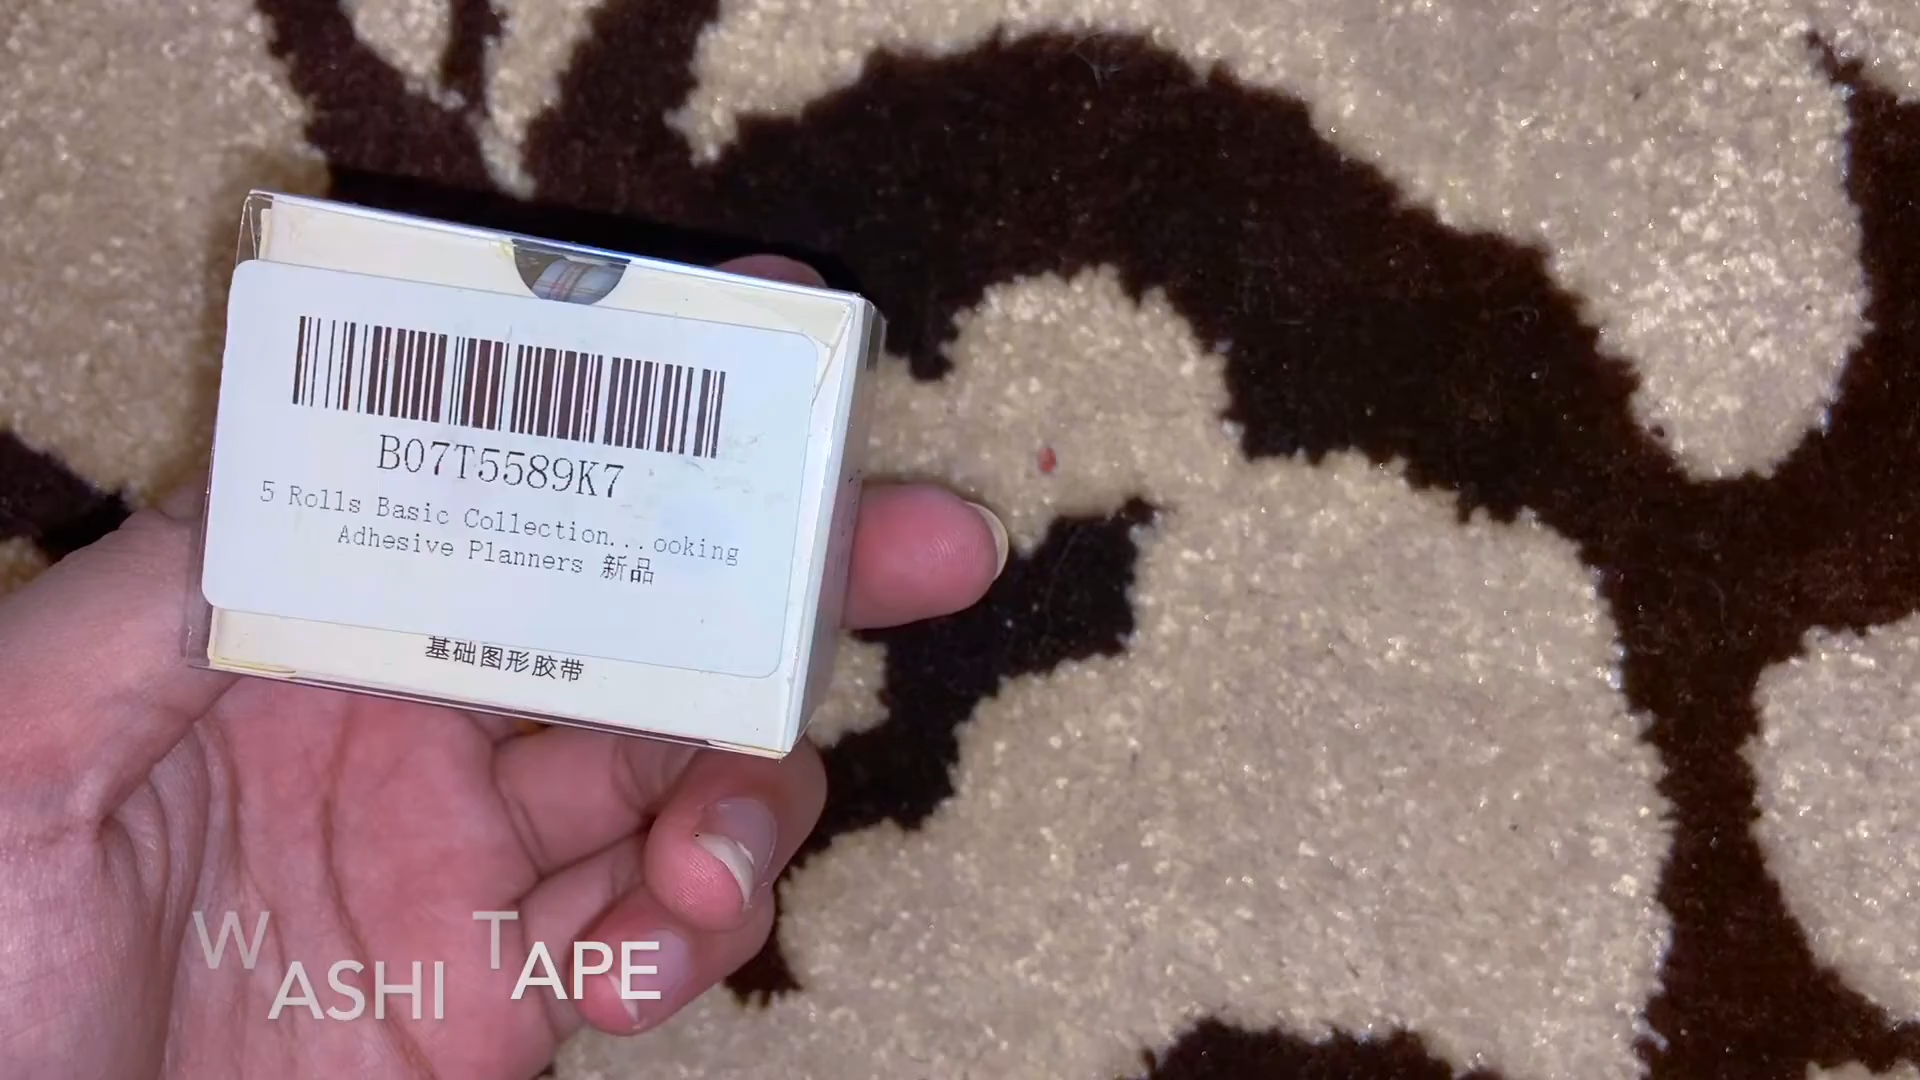 B07T5589K7
5 Rolls Basic Collection...ooking
Adhesive Planners 新品
基础图形胶带
WASHI TAPE